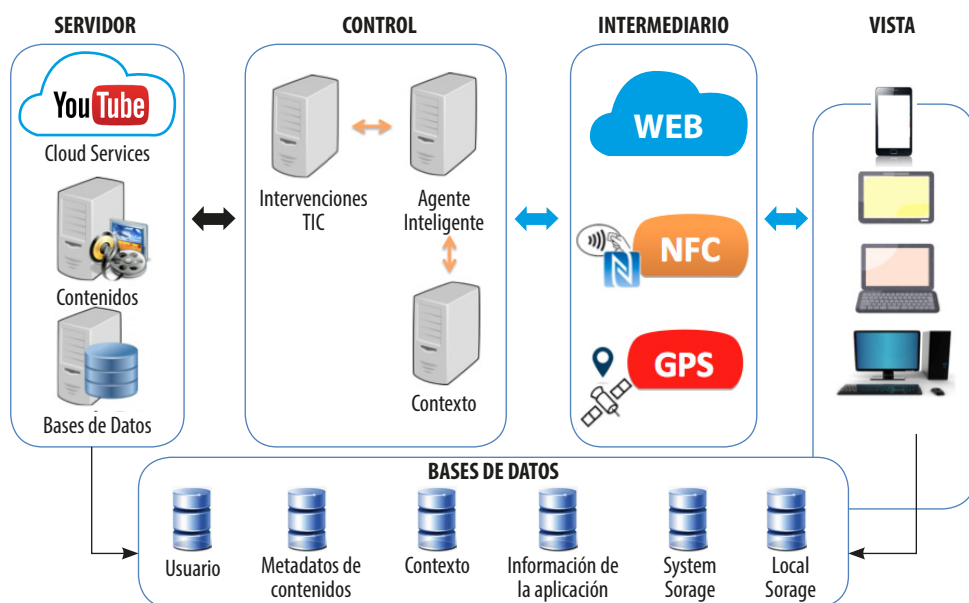 SERVIDOR
CONTROL
INTERMEDIARIO
VISTA
YouTube
Cloud Services
Contenidos
Bases de Datos
Intervenciones
TIC
Agente
Inteligente
Contexto
WEB
NFC
GPS
BASES DE DATOS
Usuario
Metadatos de
contenidos
Contexto
Información de
la aplicación
System
Sorage
Local
Sorage